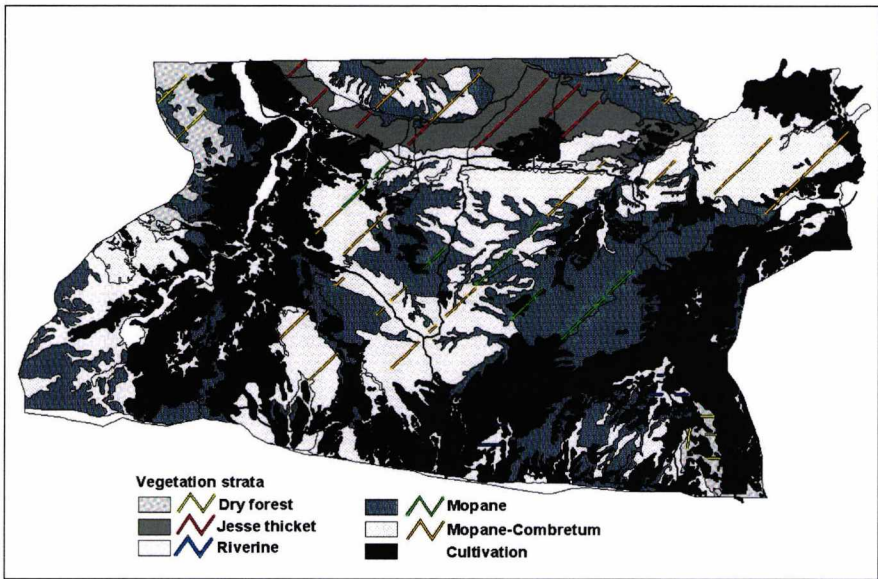 Vegetation strata
Dry forest
Jesse thicket
Riverine
Mopane
Mopane-Combretum
Cultivation